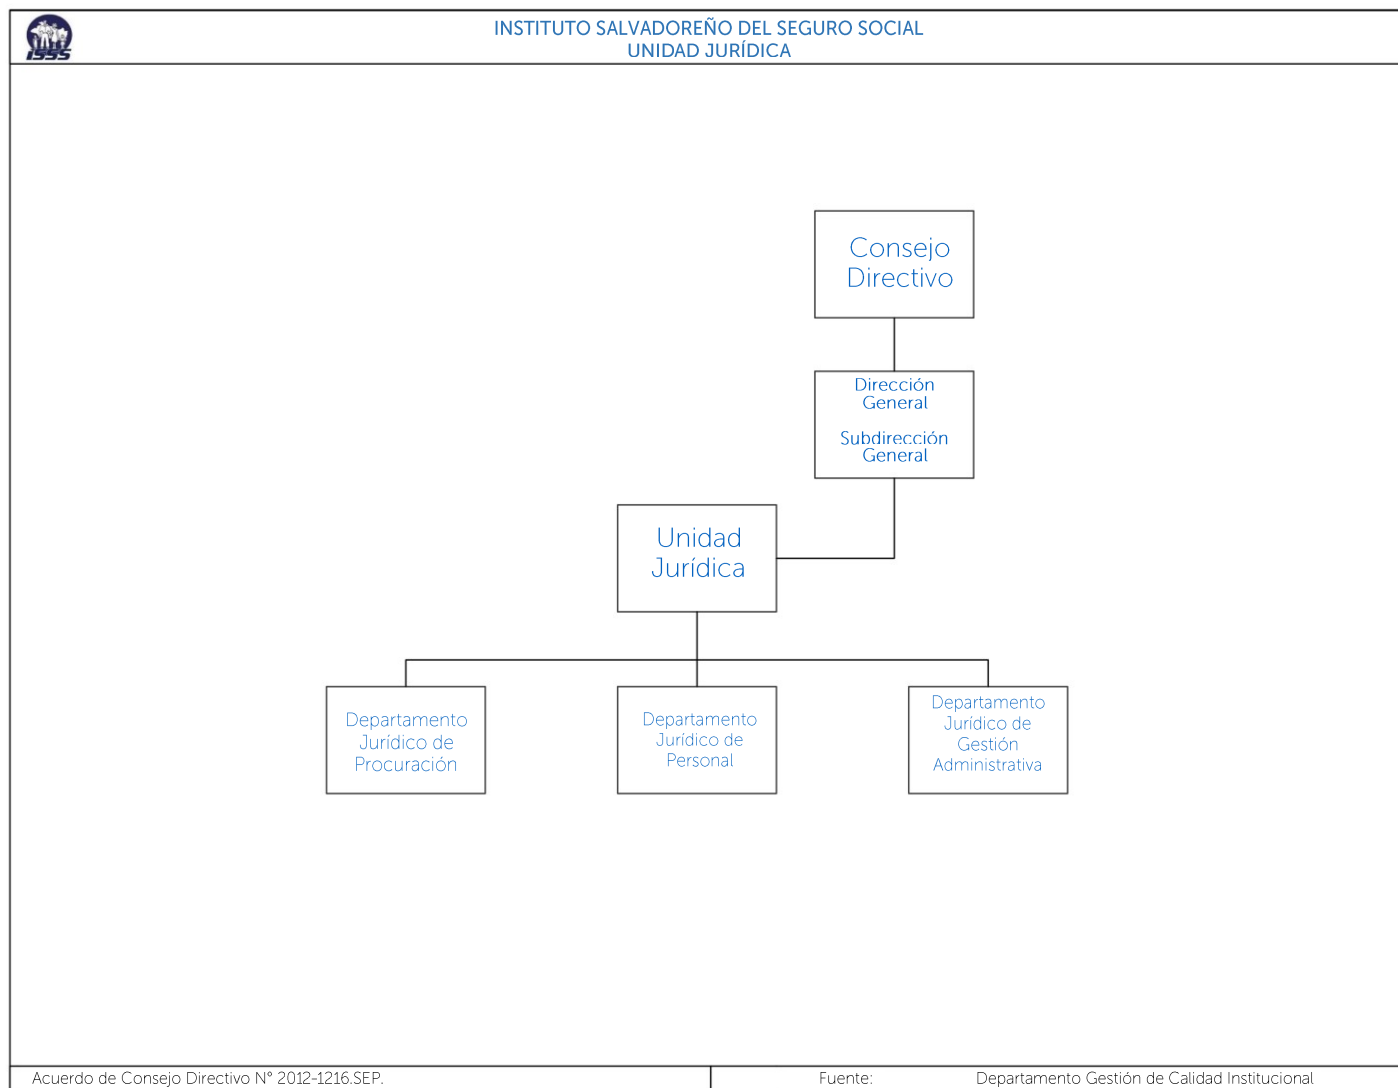 INSTITUTO SALVADOREÑO DEL SEGURO SOCIAL
UNIDAD JURÍDICA
ISSS
Consejo
Directivo
Dirección
General
Subdirección
General
Unidad
Jurídica
Departamento
Jurídico de
Procuración
Departamento
Jurídico de
Personal
Departamento
Jurídico de
Gestión
Administrativa
Acuerdo de Consejo Directivo N° 2012-1216.SEP.
Fuente: Departamento Gestión de Calidad Institucional